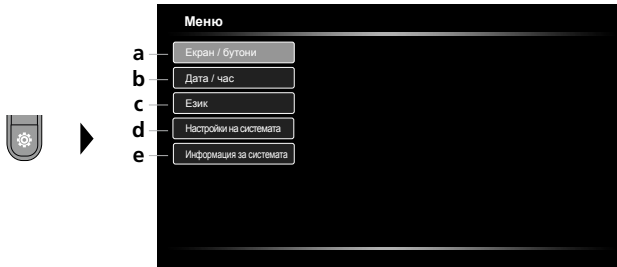 Меню
a Екран / бутони
b Дата / час
c Език
d Настройки на системата
e Информация за системата